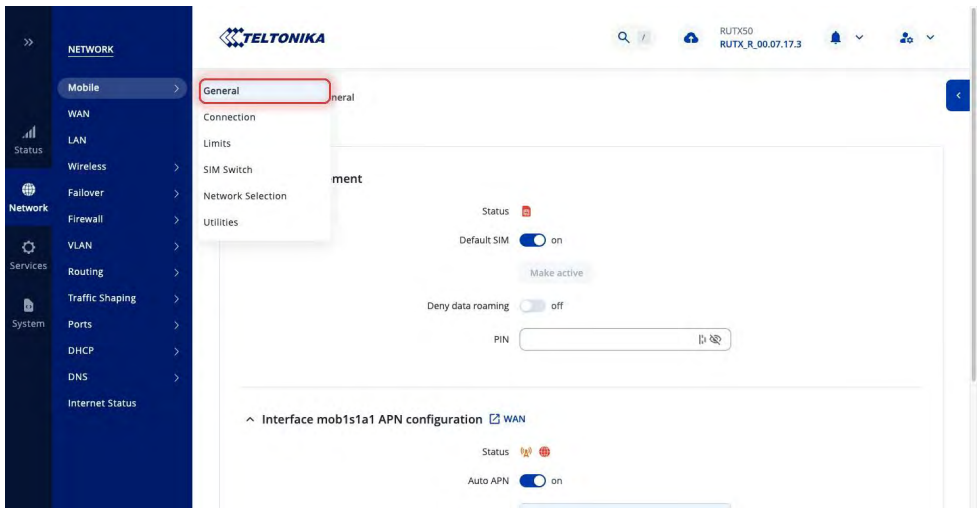 TELTONIKA
/
RUTX50
RUTX_R_00.07.17.3
NETWORK
Status
Network
Services
System
Mobile
WAN
LAN
Wireless
Failover
Firewall
VLAN
Routing
Traffic Shaping
Ports
DHCP
DNS
Internet Status
General
Connection
Limits
SIM Switch
Network Selection
Utilities
neral
ment
Status
Default SIM on
Make active
Deny data roaming off
PIN
Interface mob1s1a1 APN configuration WAN
Status
Auto APN on